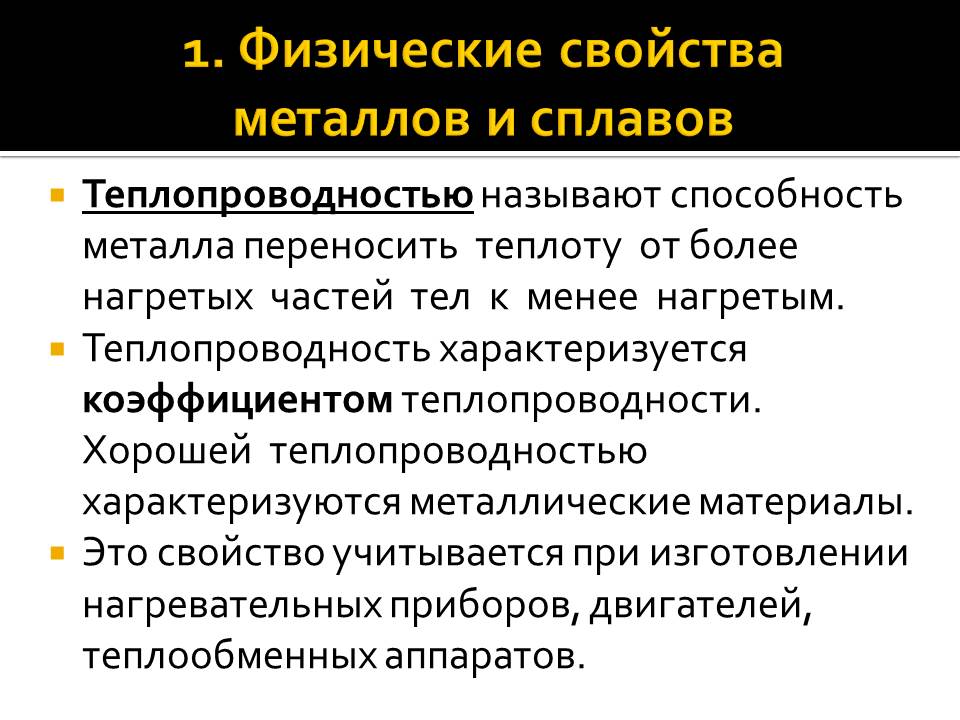 1. Физические свойства
металлов и сплавов
Теплопроводностью называют способность
металла переносить теплоту от более
нагретых частей тел к менее нагретым.
Теплопроводность характеризуется
коэффициентом теплопроводности.
Хорошей теплопроводностью
характеризуются металлические материалы.
Это свойство учитывается при изготовлении
нагревательных приборов, двигателей,
теплообменных аппаратов.